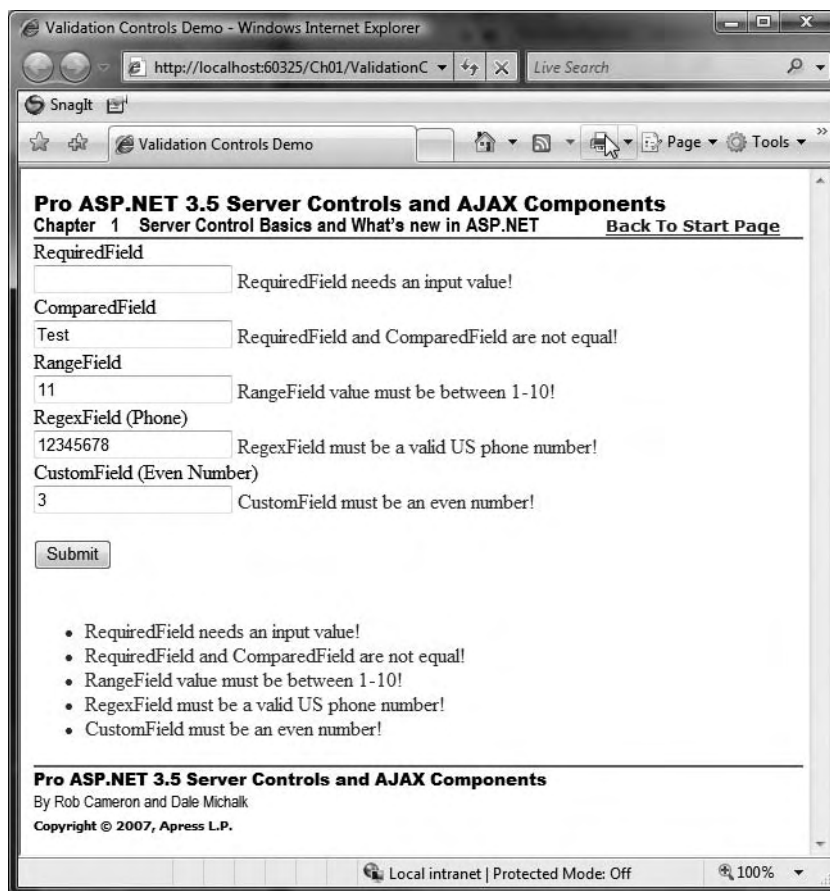 Validation Controls Demo - Windows Internet Explorer
http://localhost:60325/Ch01/ValidationC
Live Search
SnagIt
Validation Controls Demo
Page
Tools
Pro ASP.NET 3.5 Server Controls and AJAX Components
Chapter 1 Server Control Basics and What's new in ASP.NET Back To Start Page
RequiredField
RequiredField needs an input value!
ComparedField
Test RequiredField and ComparedField are not equal!
RangeField
11 RangeField value must be between 1-10!
RegexField (Phone)
12345678 RegexField must be a valid US phone number!
CustomField (Even Number)
3 CustomField must be an even number!
Submit
• RequiredField needs an input value!
• RequiredField and ComparedField are not equal!
• RangeField value must be between 1-10!
• RegexField must be a valid US phone number!
• CustomField must be an even number!
Pro ASP.NET 3.5 Server Controls and AJAX Components
By Rob Cameron and Dale Michalk
Copyright © 2007, Apress L.P.
Local intranet | Protected Mode: Off 100%